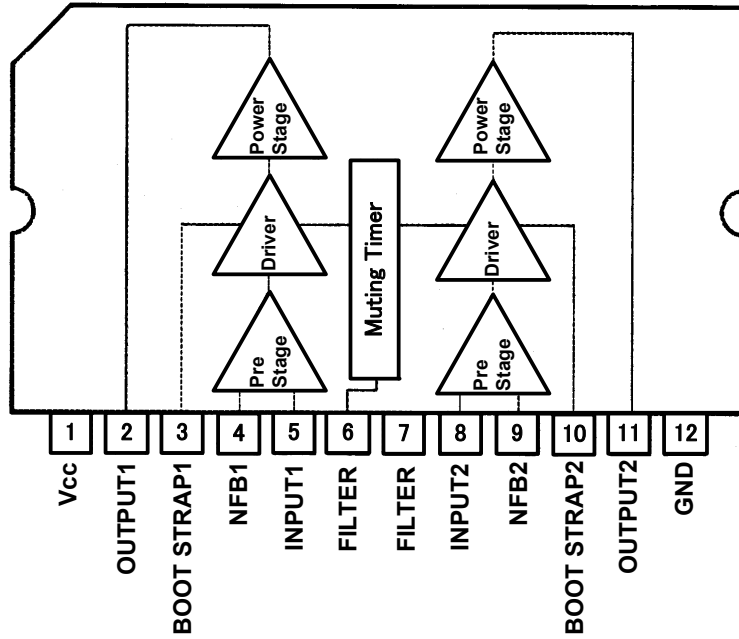 Power
Stage
Power
Stage
Driver
Muting Timer
Driver
Pre
Stage
Pre
Stage
1
2
3
4
5
6
7
8
9
10
11
12
Vcc
OUTPUT1
BOOT STRAP1
NFB1
INPUT1
FILTER
FILTER
INPUT2
NFB2
BOOT STRAP2
OUTPUT2
GND